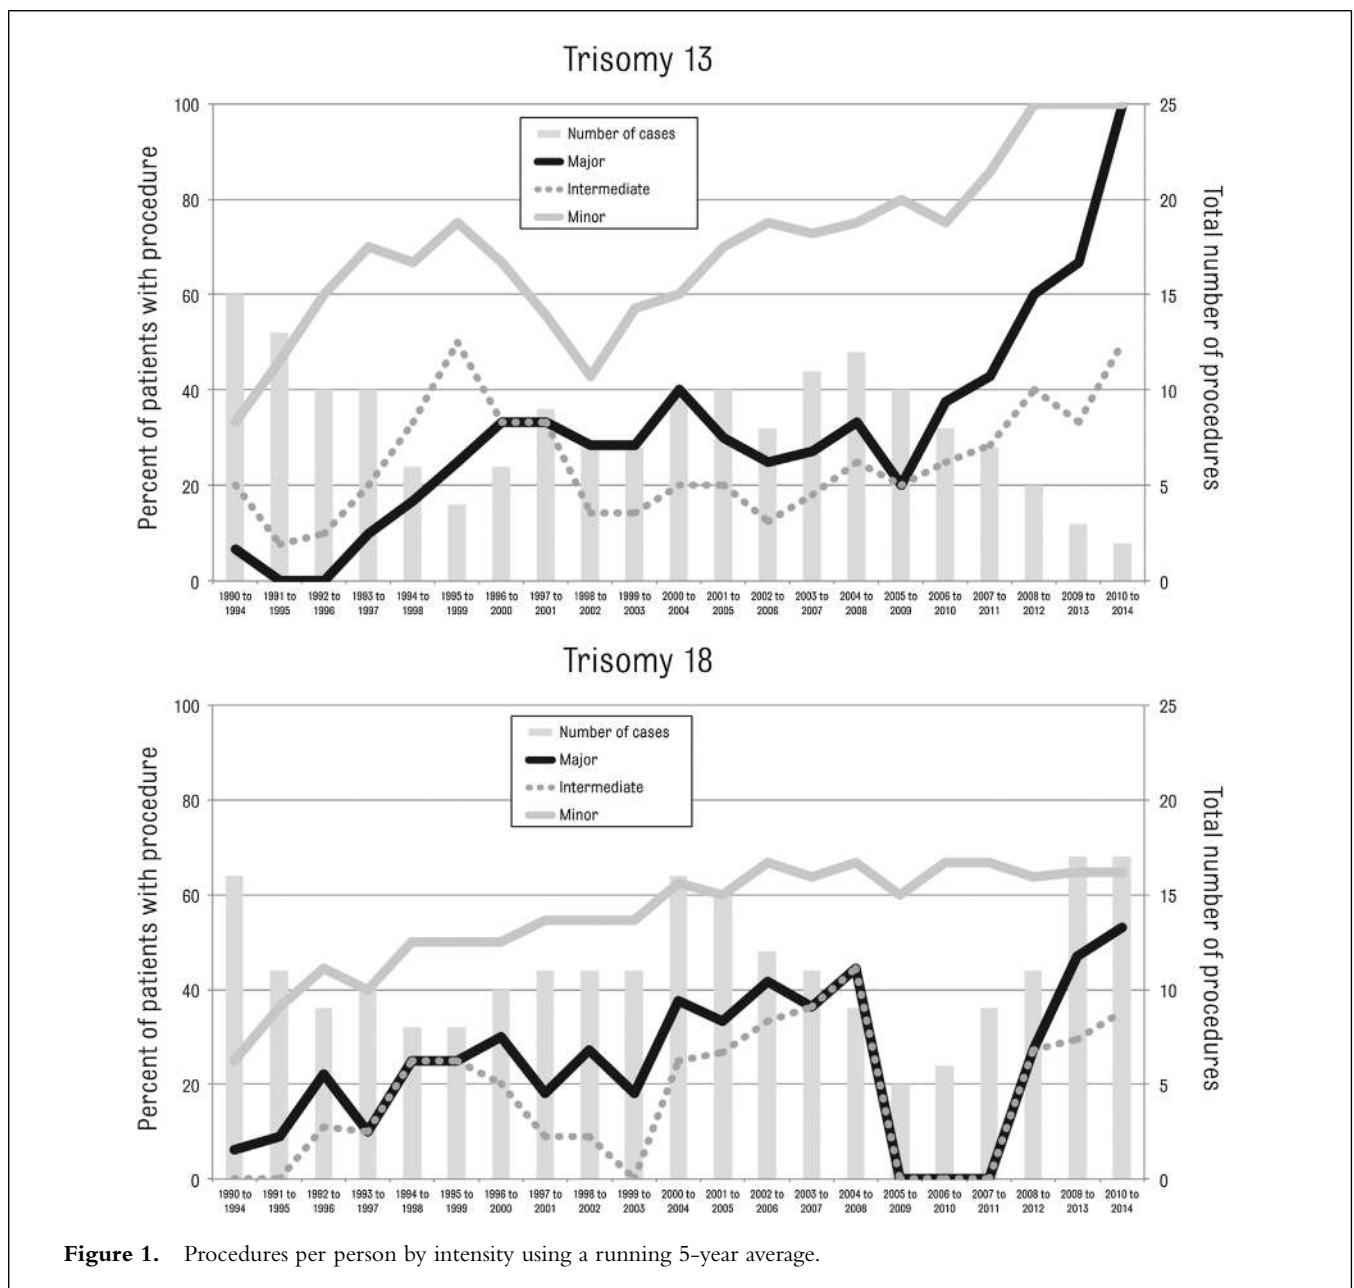 Trisomy 13
Percent of patients with procedure
100
80
60
40
20
0
Number of cases
Major
Intermediate
Minor
25
20
15
10
5
0
Total number of procedures
1990 to 1991 to 1992 to 1993 to 1994 to 1995 to 1996 to 1997 to 1998 to 1999 to 2000 to 2001 to 2002 to 2003 to 2004 to 2005 to 2006 to 2007 to 2008 to 2009 to 2010 to
1994 1995 1996 1997 1998 1999 2000 2001 2002 2003 2004 2005 2006 2007 2008 2009 2010 2011 2012 2013 2014
Trisomy 18
Percent of patients with procedure
100
80
60
40
20
0
Number of cases
Major
Intermediate
Minor
25
20
15
10
5
0
Total number of procedures
1990 to 1991 to 1992 to 1993 to 1994 to 1995 to 1996 to 1997 to 1998 to 1999 to 2000 to 2001 to 2002 to 2003 to 2004 to 2005 to 2006 to 2007 to 2008 to 2009 to 2010 to
1994 1995 1996 1997 1998 1999 2000 2001 2002 2003 2004 2005 2006 2007 2008 2009 2010 2011 2012 2013 2014
Figure 1. Procedures per person by intensity using a running 5-year average.